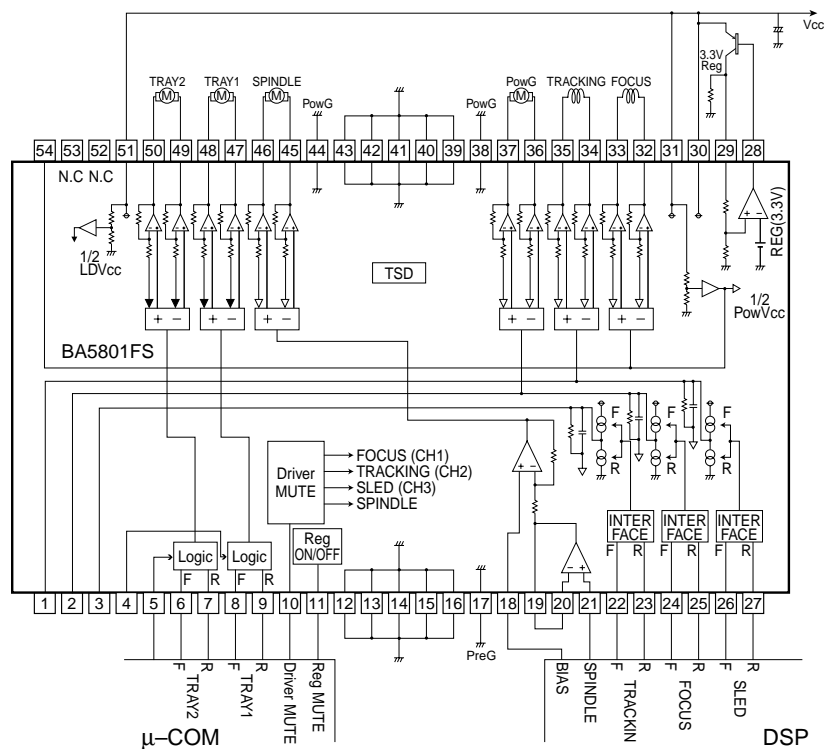 Vcc
3.3V
Reg
TRAY2 TRAY1 SPINDLE PowG PowG PowG TRACKING FOCUS
M M M M
54 53 52 51 50 49 48 47 46 45 44 43 42 41 40 39 38 37 36 35 34 33 32 31 30 29 28
N.C N.C
1/2
LDVcc
TSD
REG(3.3V)
1/2
PowVcc
+ − + − + − + − + − + − + −
BA5801FS
F F F
R R R
Driver
MUTE
FOCUS (CH1)
TRACKING (CH2)
SLED (CH3)
SPINDLE
+ −
Logic Logic
Reg
ON/OFF
− +
INTER
FACE
INTER
FACE
INTER
FACE
F R F R F R F R F R
1 2 3 4 5 6 7 8 9 10 11 12 13 14 15 16 17 18 19 20 21 22 23 24 25 26 27
PreG
F R
TRAY2
F R
TRAY1
Driver MUTE
Reg MUTE
BIAS
SPINDLE
F R
TRACKIN
F R
FOCUS
F R
SLED
μ−COM
DSP